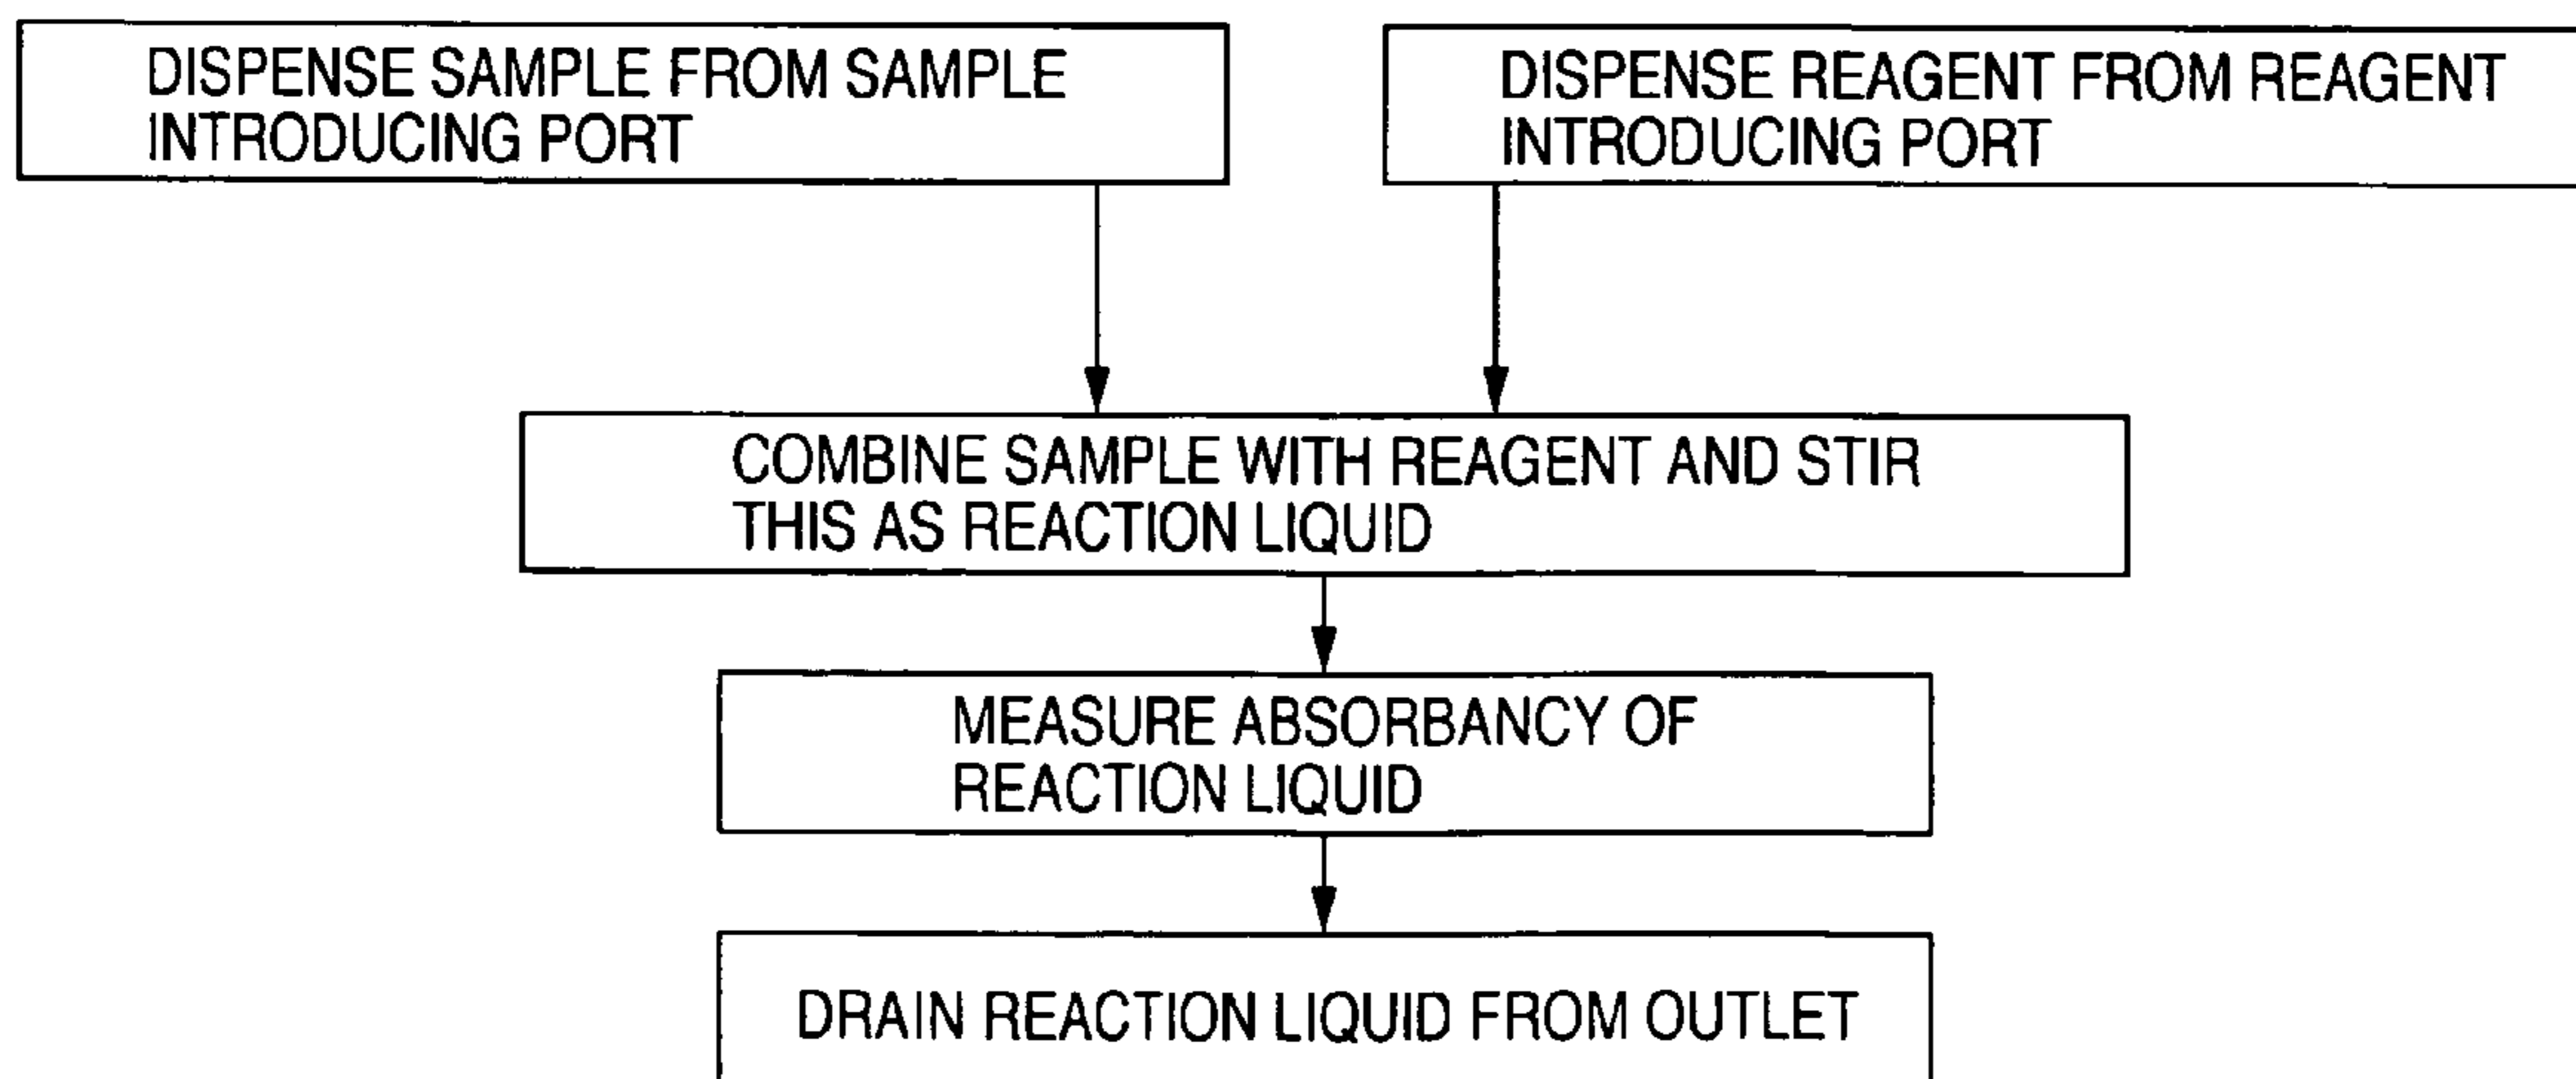 DISPENSE SAMPLE FROM SAMPLE
INTRODUCING PORT
DISPENSE REAGENT FROM REAGENT
INTRODUCING PORT
COMBINE SAMPLE WITH REAGENT AND STIR
THIS AS REACTION LIQUID
MEASURE ABSORBANCY OF
REACTION LIQUID
DRAIN REACTION LIQUID FROM OUTLET